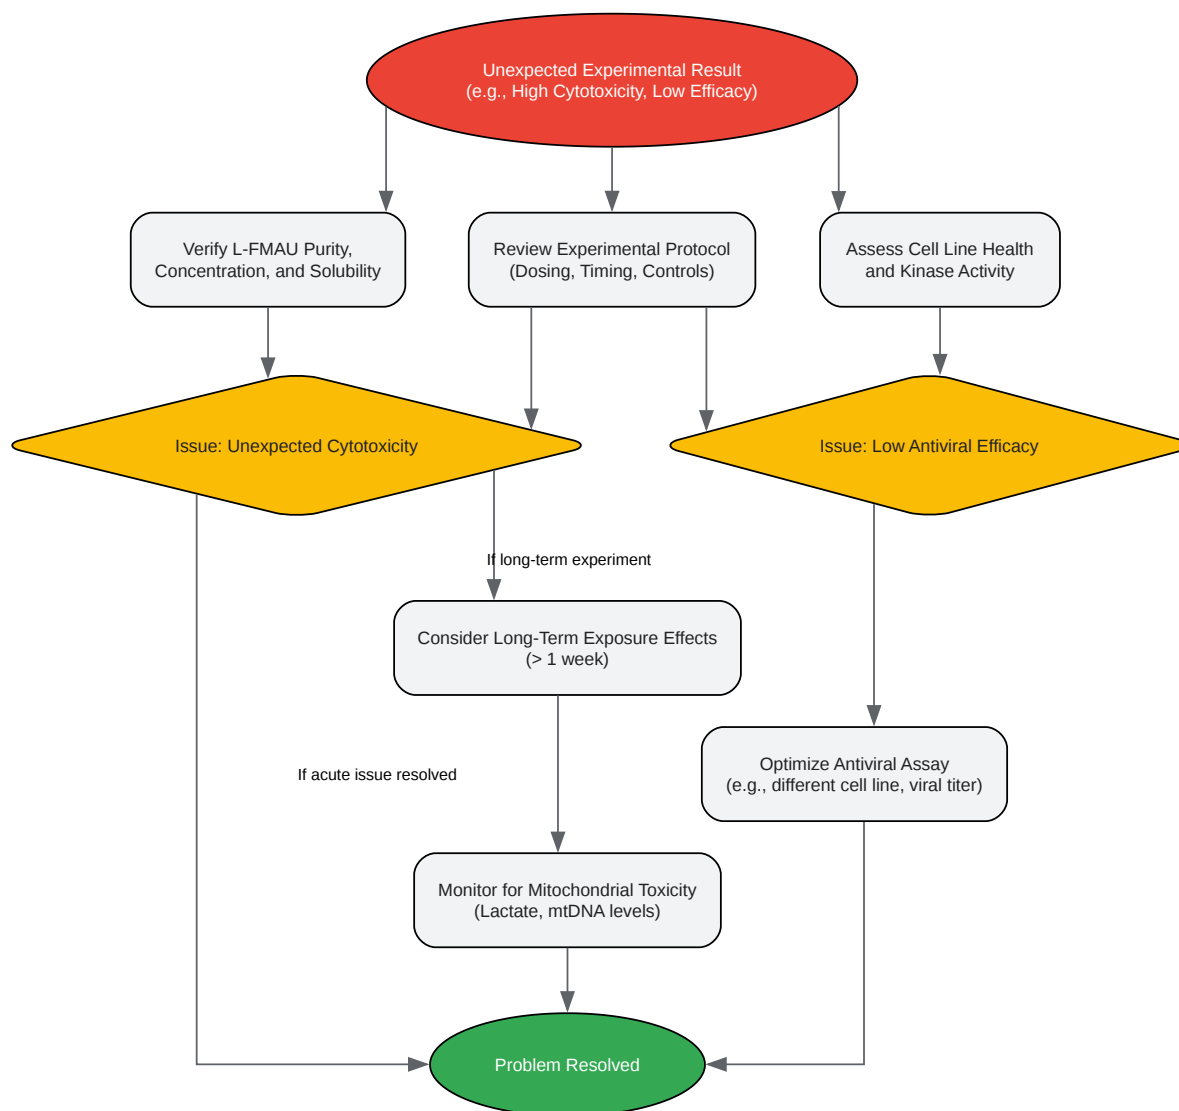 Unexpected Experimental Result
(e.g., High Cytotoxicity, Low Efficacy)
Verify L-FMAU Purity,
Concentration, and Solubility
Review Experimental Protocol
(Dosing, Timing, Controls)
Assess Cell Line Health
and Kinase Activity
Issue: Unexpected Cytotoxicity
Issue: Low Antiviral Efficacy
If long-term experiment
Consider Long-Term Exposure Effects
(> 1 week)
If acute issue resolved
Optimize Antiviral Assay
(e.g., different cell line, viral titer)
Monitor for Mitochondrial Toxicity
(Lactate, mtDNA levels)
Problem Resolved